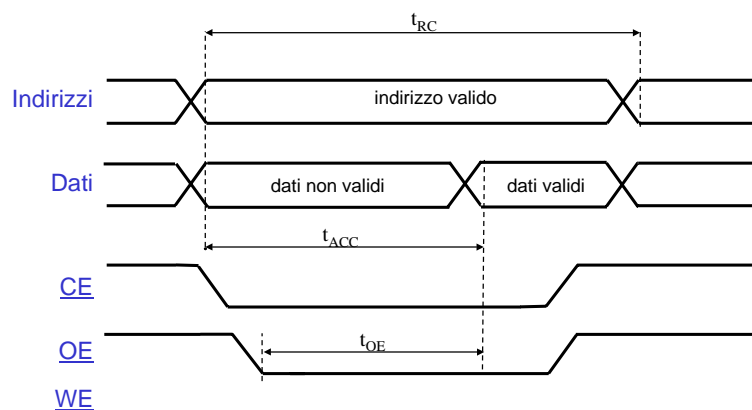 tRC
Indirizzi
indirizzo valido
Dati
dati non validi
dati validi
tACC
CE
OE
tOE
WE